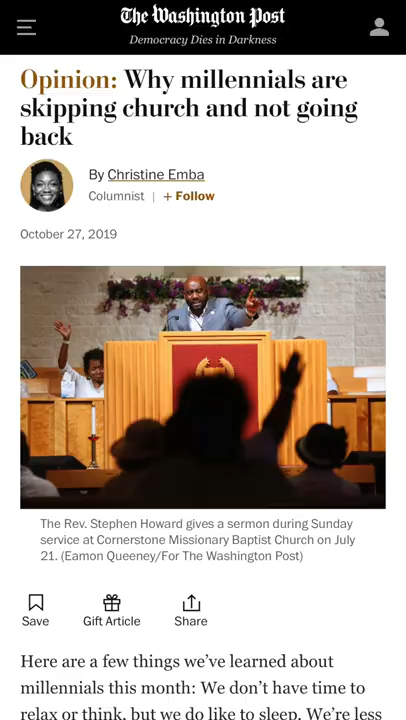 The Washington Post
Democracy Dies in Darkness
Opinion: Why millennials are
skipping church and not going
back
By Christine Emba
Columnist | + Follow
October 27, 2019
The Rev. Stephen Howard gives a sermon during Sunday
service at Cornerstone Missionary Baptist Church on July
21. (Eamon Queeney/For The Washington Post)
Save Gift Article Share
Here are a few things we’ve learned about
millennials this month: We don’t have time to
relax or think, but we do like to sleep. We’re less